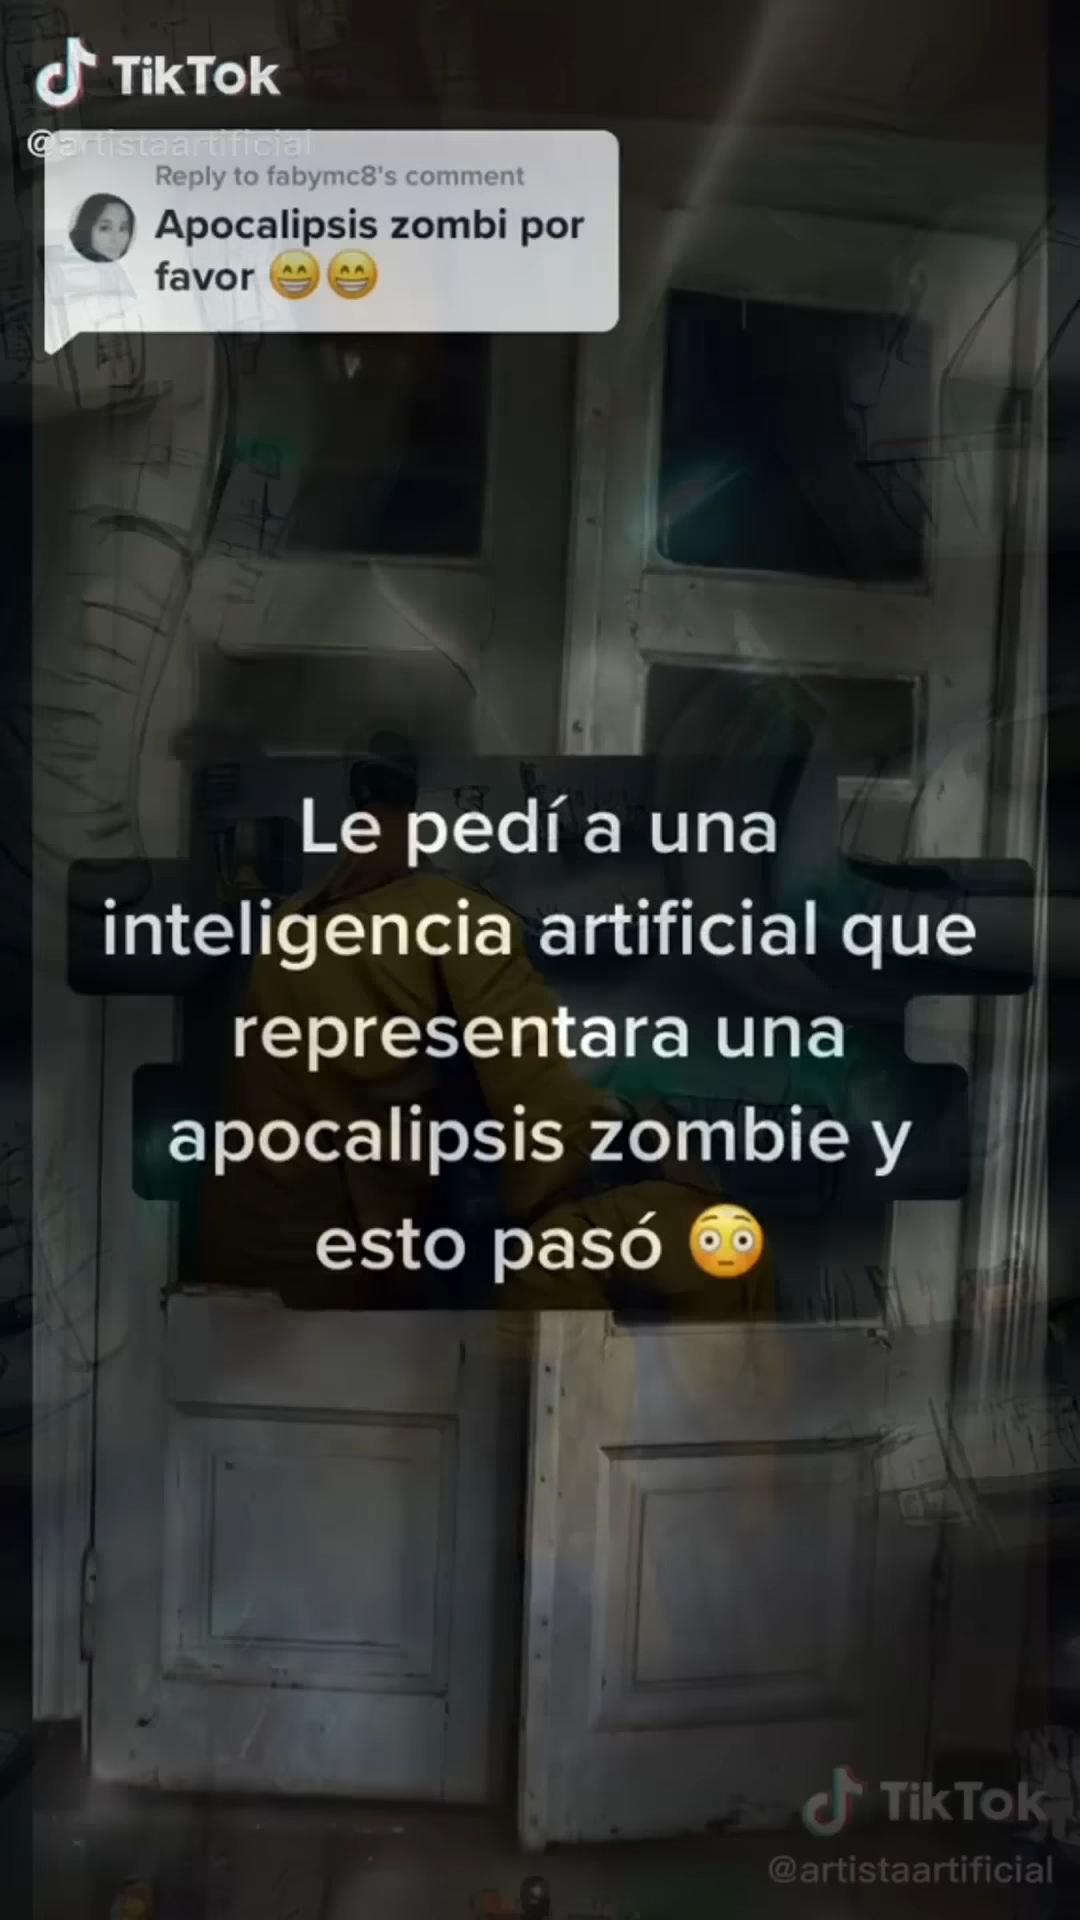 TikTok
@artistaartificial
Reply to fabymc8's comment
Apocalipsis zombi por
favor 😁😁
Le pedí a una
inteligencia artificial que
representara una
apocalipsis zombie y
esto pasó 😳
TikTok
@artistaartificial